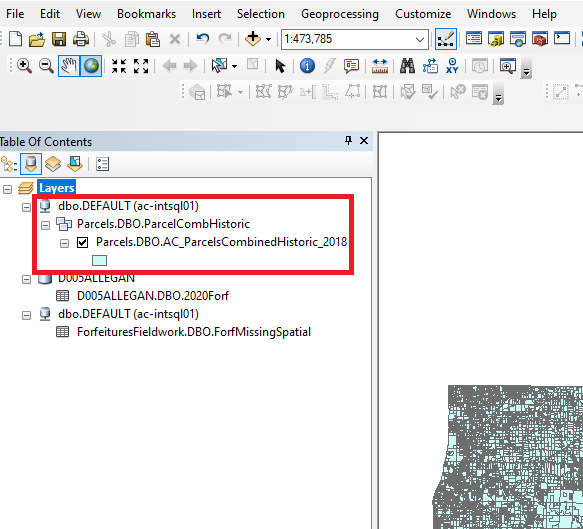 File Edit View Bookmarks Insert Selection Geoprocessing Customize Windows Help
1:473,785
XY
Table Of Contents
Layers
dbo.DEFAULT (ac-intsql01)
Parcels.DBO.ParcelCombHistoric
Parcels.DBO.AC_ParcelsCombinedHistoric_2018
D005ALLEGAN
D005ALLEGAN.DBO.2020Forf
dbo.DEFAULT (ac-intsql01)
ForfeituresFieldwork.DBO.ForfMissingSpatial